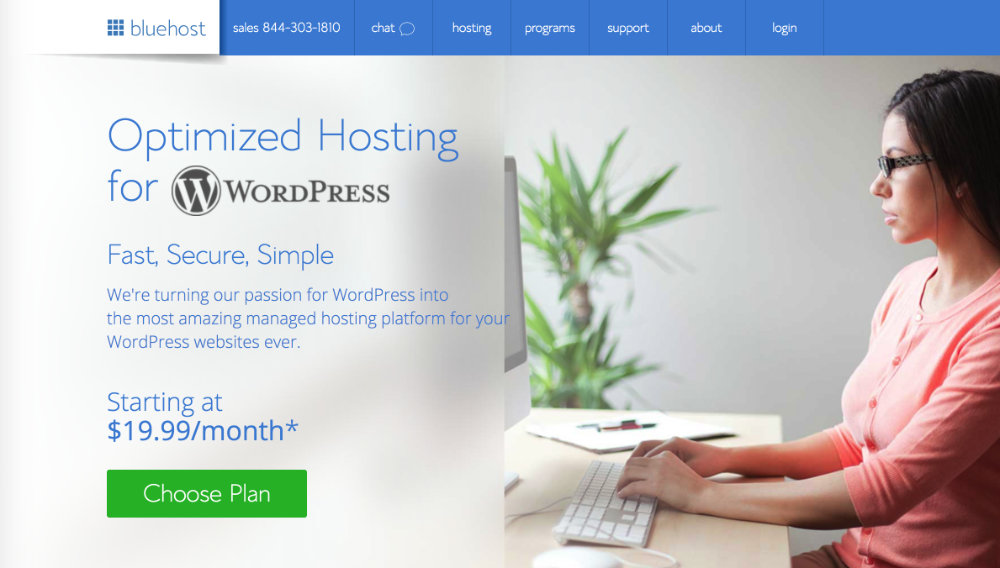 bluehost
sales 844-303-1810
chat
hosting
programs
support
about
login
Optimized Hosting
for WORDPRESS
Fast, Secure, Simple
We're turning our passion for WordPress into
the most amazing managed hosting platform for your
WordPress websites ever.
Starting at
$19.99/month*
Choose Plan